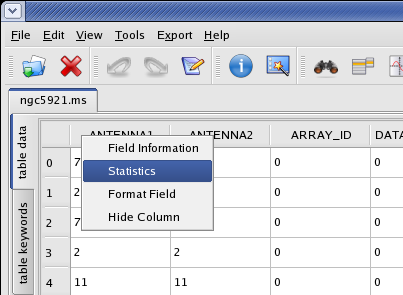 File Edit View Tools Export Help
ngc5921.ms
table data
table keywords
ANTENNA1 ANTENNA2 ARRAY_ID DATA
Field Information
Statistics
Format Field
Hide Column
0 7 0 0
1 2 0 0
2 7 0 0
3 2 2 0 0
4 11 11 0 0